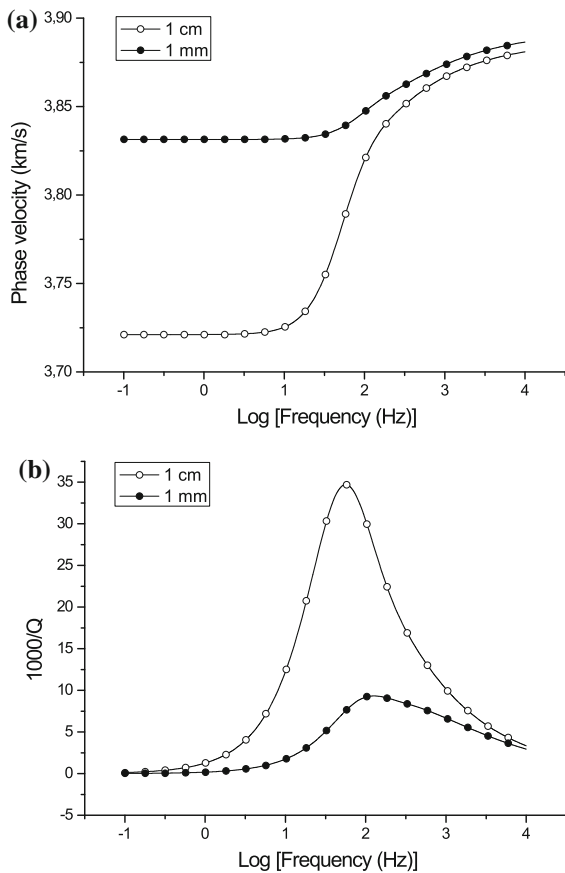 (a)
1 cm
1 mm
3,90
3,85
3,80
3,75
3,70
Phase velocity (km/s)
-1 0 1 2 3 4
Log [Frequency (Hz)]
(b)
1 cm
1 mm
35
30
25
20
15
10
5
0
-5
1000/Q
-1 0 1 2 3 4
Log [Frequency (Hz)]